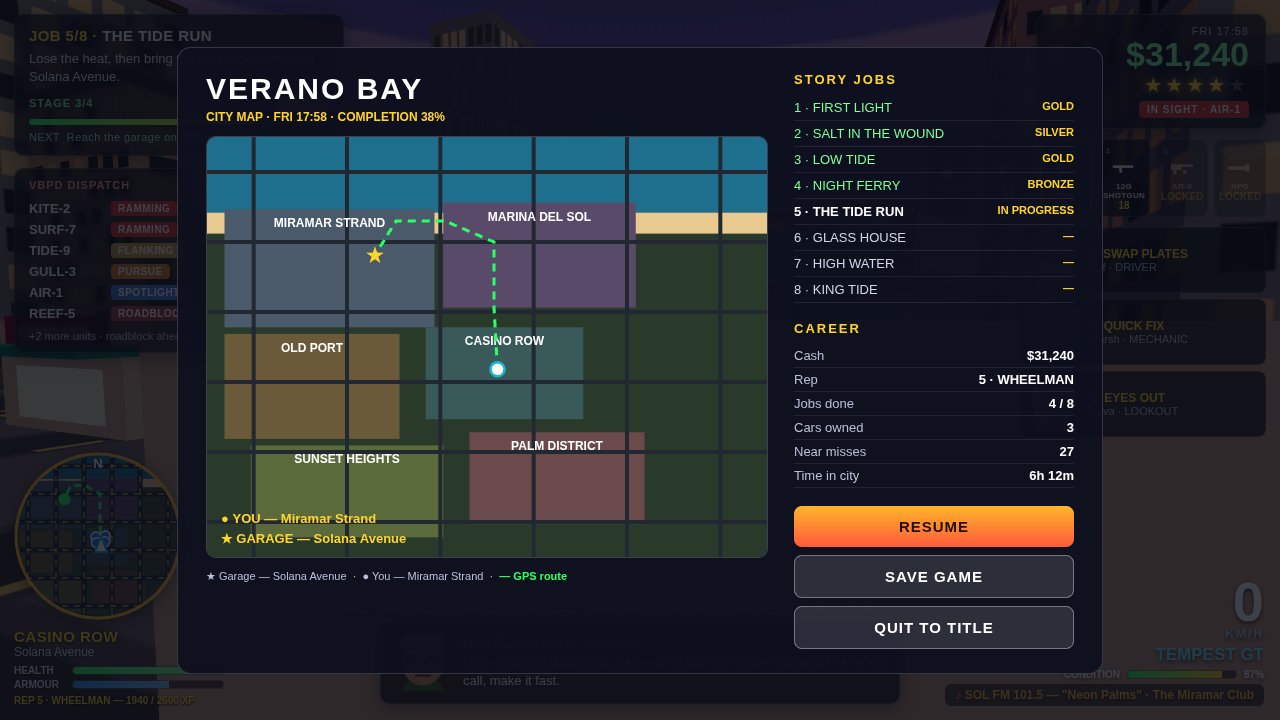 JOB 5/8 · THE TIDE RUN
Lose the heat, then bring
Solana Avenue.
STAGE 3/4
NEXT Reach the garage on
VBPD DISPATCH
KITE-2 RAMMING
SURF-7 RAMMING
TIDE-9 FLANKING
GULL-3 PURSUE
AIR-1 SPOTLIGHT
REEF-5 ROADBLOC
+2 more units · roadblock ahea
N
CASINO ROW
Solana Avenue
HEALTH
ARMOUR
REP 5 · WHEELMAN — 1940 / 2600 XP
VERANO BAY
CITY MAP · FRI 17:58 · COMPLETION 38%
MIRAMAR STRAND
MARINA DEL SOL
OLD PORT
CASINO ROW
SUNSET HEIGHTS
PALM DISTRICT
● YOU — Miramar Strand
★ GARAGE — Solana Avenue
★ Garage — Solana Avenue · ● You — Miramar Strand · — GPS route
STORY JOBS
1 · FIRST LIGHT GOLD
2 · SALT IN THE WOUND SILVER
3 · LOW TIDE GOLD
4 · NIGHT FERRY BRONZE
5 · THE TIDE RUN IN PROGRESS
6 · GLASS HOUSE —
7 · HIGH WATER —
8 · KING TIDE —
CAREER
Cash $31,240
Rep 5 · WHEELMAN
Jobs done 4 / 8
Cars owned 3
Near misses 27
Time in city 6h 12m
RESUME
SAVE GAME
QUIT TO TITLE
FRI 17:58
$31,240
★★★★★
IN SIGHT · AIR-1
4 5
12G SHOTGUN 18
AR-9 LOCKED
RPG LOCKED
SWAP PLATES
· DRIVER
QUICK FIX
· MECHANIC
EYES OUT
· LOOKOUT
call, make it fast.
0
KM/H
TEMPEST GT
CONDITION 87%
♪ SOL FM 101.5 — "Neon Palms" · The Miramar Club